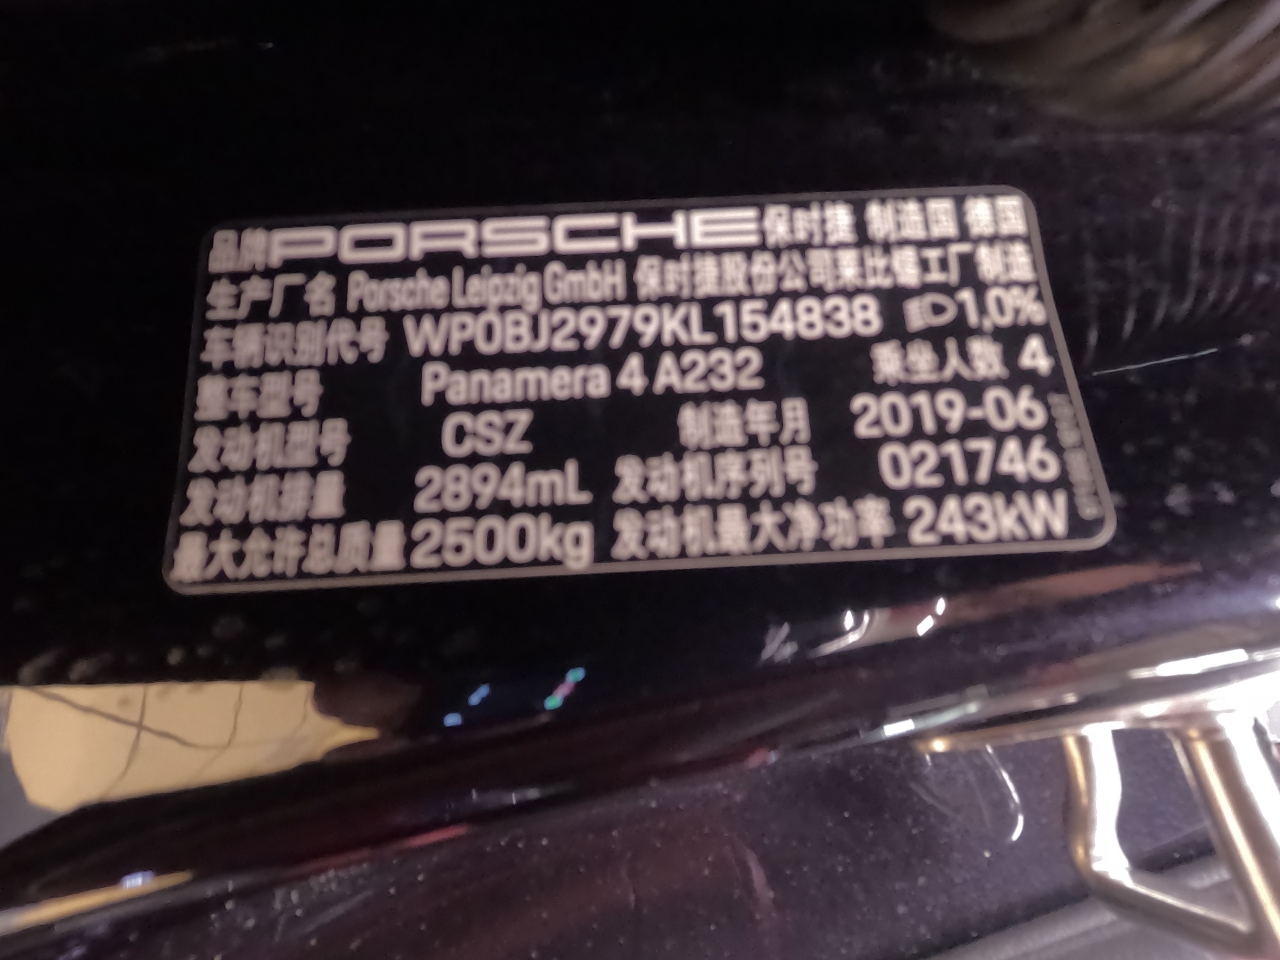 品牌 PORSCHE 保时捷 制造国 德国
生产厂名 Porsche Leipzig GmbH 保时捷股份公司莱比锡工厂制造
车辆识别代号 WP0BJ2979KL154838 1,0%
整车型号 Panamera 4 A232 乘坐人数 4
发动机型号 CSZ 制造年月 2019-06
发动机排量 2894mL 发动机序列号 021746
最大允许总质量 2500kg 发动机最大净功率 243kW